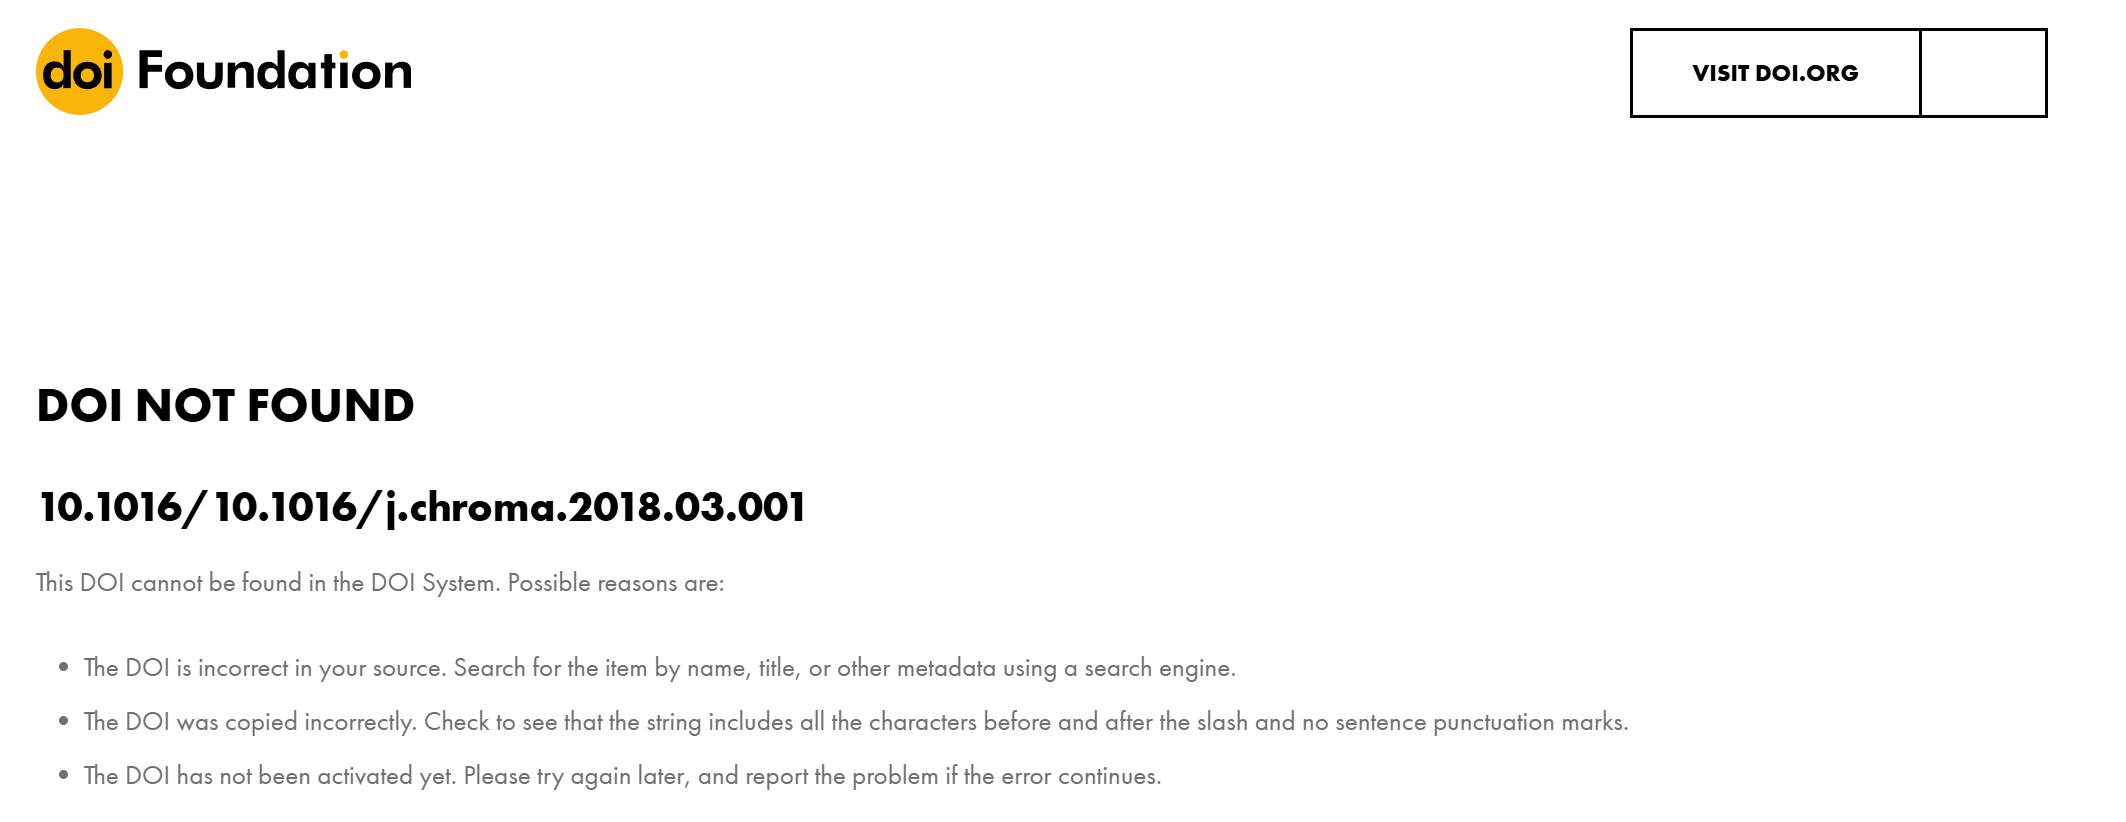 doi Foundation
VISIT DOI.ORG
DOI NOT FOUND
10.1016/10.1016/j.chroma.2018.03.001
This DOI cannot be found in the DOI System. Possible reasons are:
• The DOI is incorrect in your source. Search for the item by name, title, or other metadata using a search engine.
• The DOI was copied incorrectly. Check to see that the string includes all the characters before and after the slash and no sentence punctuation marks.
• The DOI has not been activated yet. Please try again later, and report the problem if the error continues.